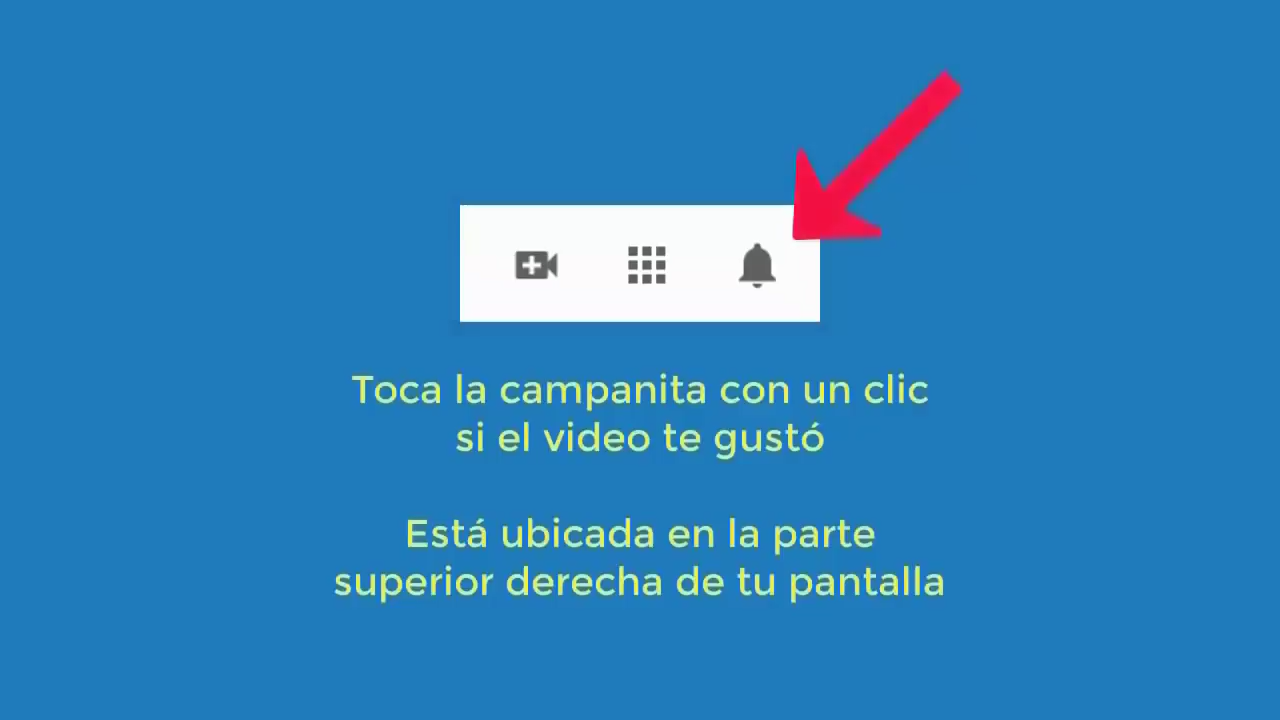 Toca la campanita con un clic
si el video te gustó
Está ubicada en la parte
superior derecha de tu pantalla